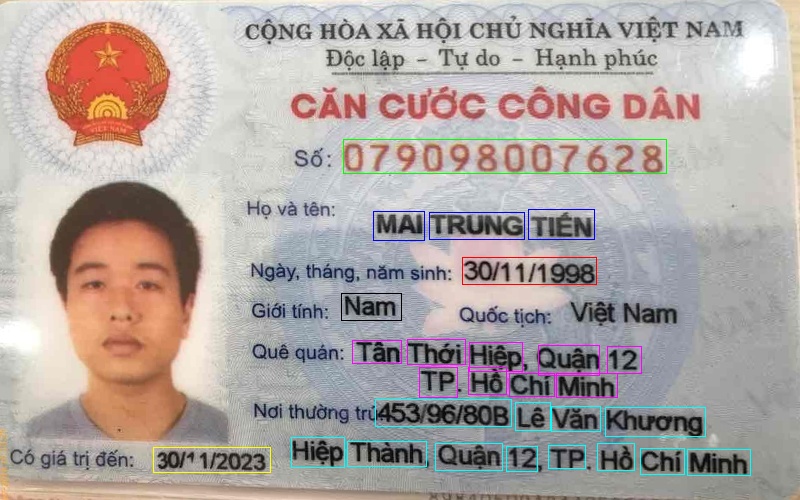 CỘNG HÒA XÃ HỘI CHỦ NGHĨA VIỆT NAM
Độc lập - Tự do - Hạnh phúc
CĂN CƯỚC CÔNG DÂN
Số: 079098007628
Họ và tên:
MAI TRUNG TIẾN
Ngày, tháng, năm sinh: 30/11/1998
Giới tính: Nam Quốc tịch: Việt Nam
Quê quán: Tân Thới Hiệp, Quận 12
TP. Hồ Chí Minh
Nơi thường trú: 453/96/80B Lê Văn Khương
Có giá trị đến: 30/11/2023 Hiệp Thành, Quận 12, TP. Hồ Chí Minh
VIỆT NAM